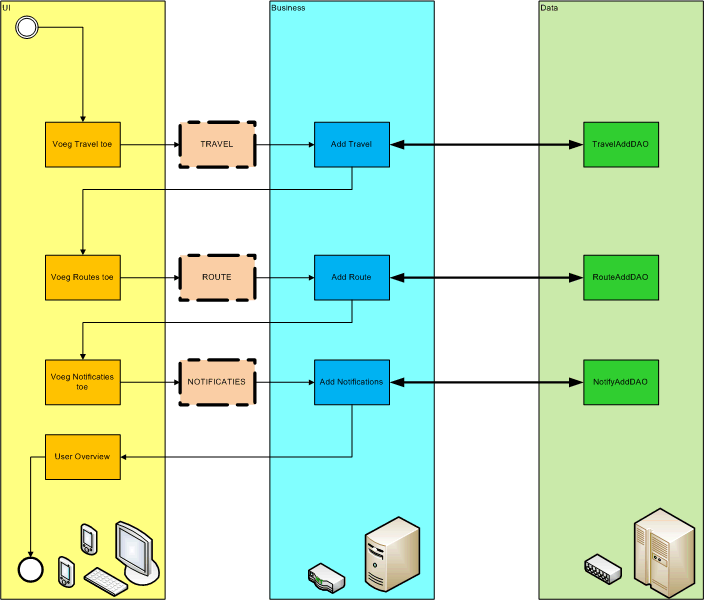 UI
Business
Data
Voeg Travel toe
TRAVEL
Add Travel
TravelAddDAO
Voeg Routes toe
ROUTE
Add Route
RouteAddDAO
Voeg Notificaties
toe
NOTIFICATIES
Add Notifications
NotifyAddDAO
User Overview